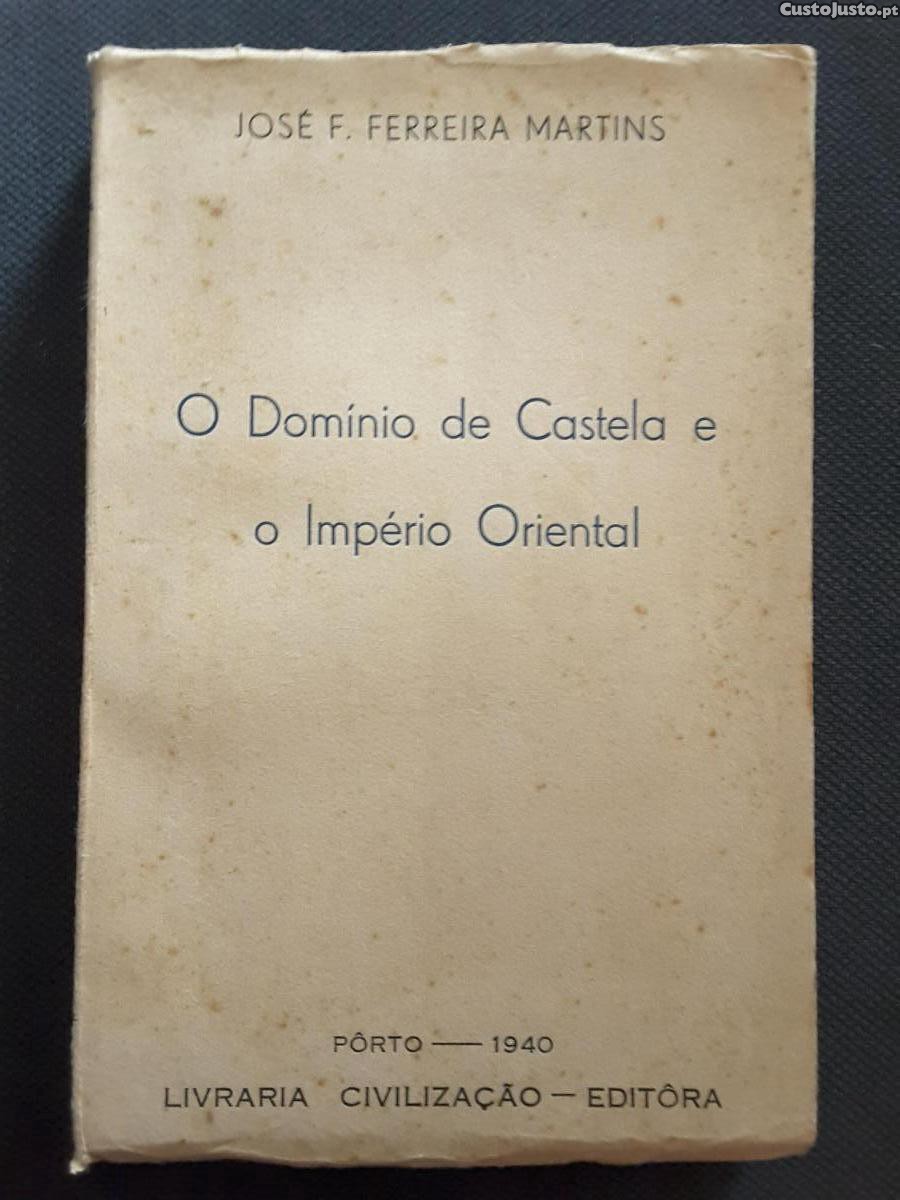 CustoJusto.pt
JOSÉ F. FERREIRA MARTINS
O Domínio de Castela e
o Império Oriental
PÔRTO — 1940
LIVRARIA CIVILIZAÇÃO — EDITÔRA